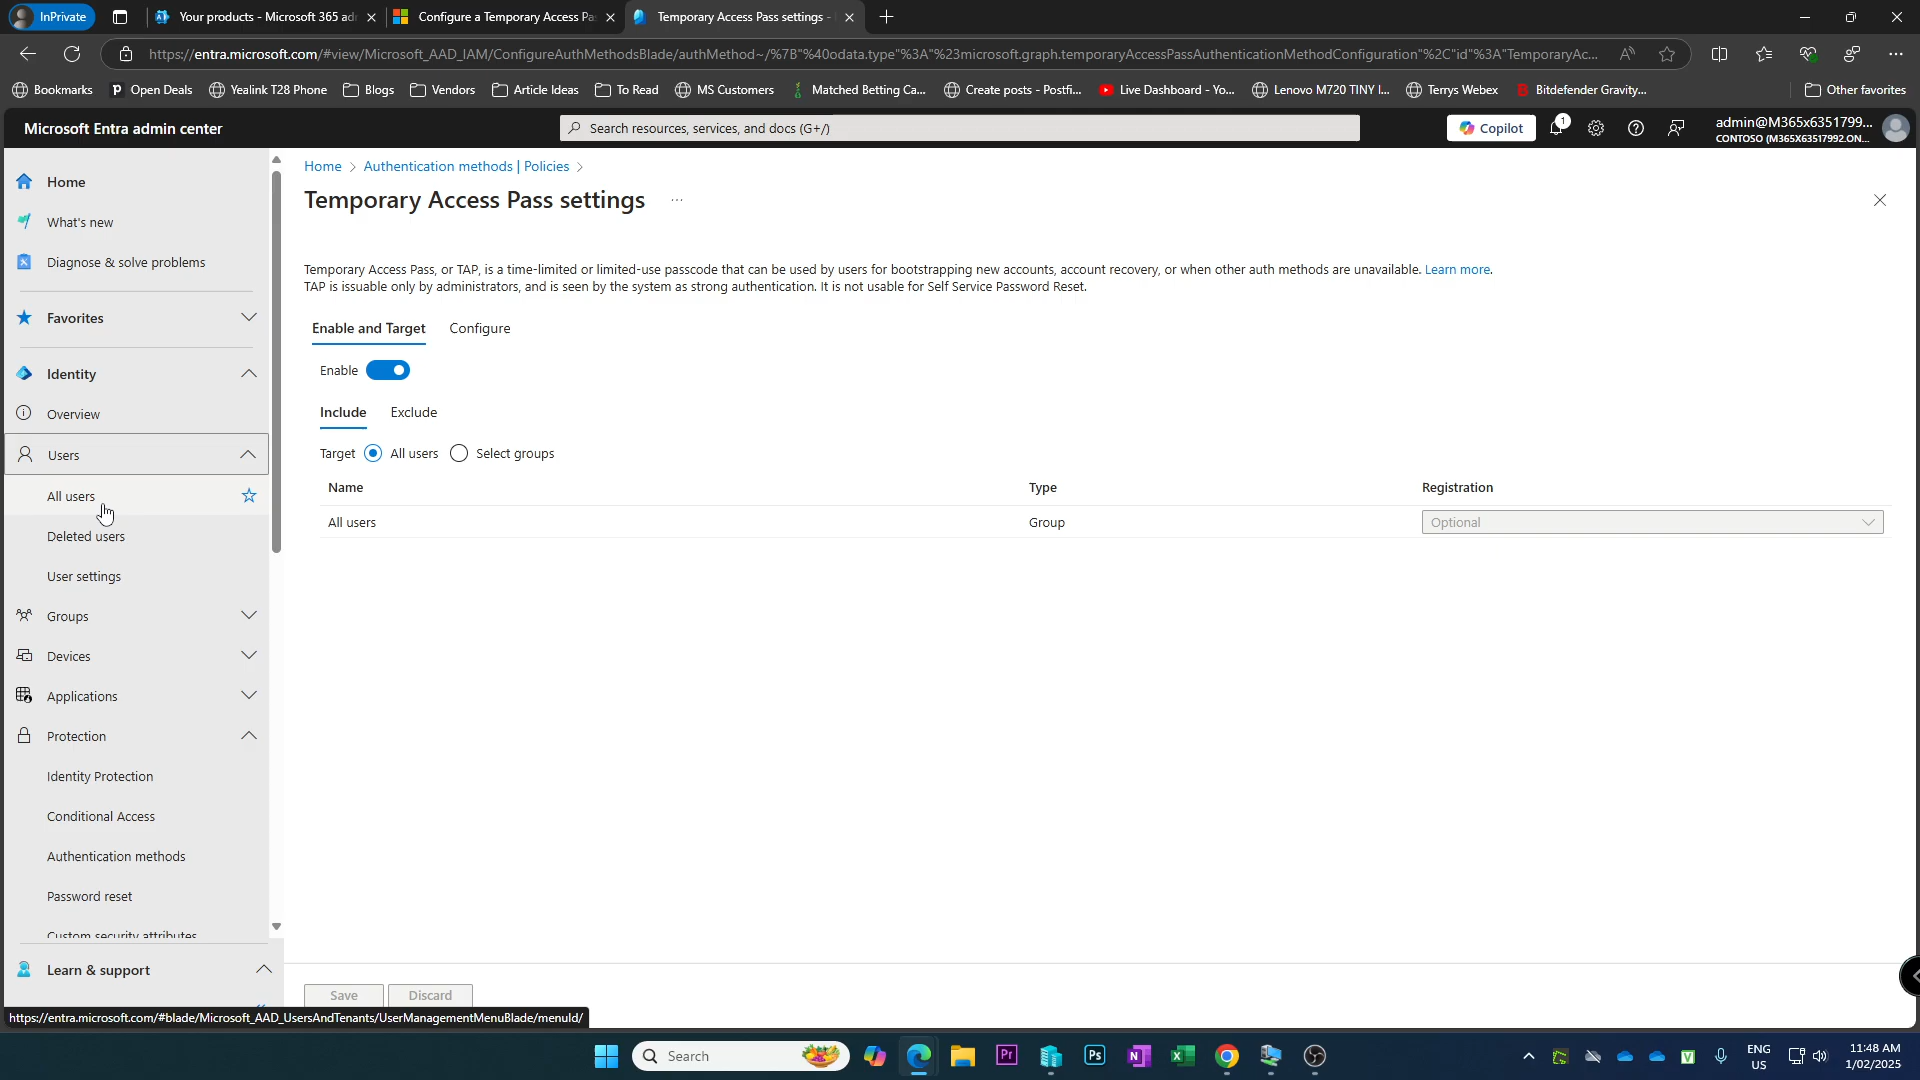 InPrivate
Your products - Microsoft 365 ad
Configure a Temporary Access Pa
Temporary Access Pass settings -
https://entra.microsoft.com/#view/Microsoft_AAD_IAM/ConfigureAuthMethodsBlade/authMethod~/%7B"%40odata.type"%3A"%23microsoft.graph.temporaryAccessPassAuthenticationMethodConfiguration"%2C"id"%3A"TemporaryAc...
Bookmarks
Open Deals
Yealink T28 Phone
Blogs
Vendors
Article Ideas
To Read
MS Customers
Matched Betting Ca...
Create posts - Postfi...
Live Dashboard - Yo...
Lenovo M720 TINY I...
Terrys Webex
Bitdefender Gravity...
Other favorites
Microsoft Entra admin center
Search resources, services, and docs (G+/)
Copilot
1
admin@M365x6351799...
CONTOSO (M365X63517992.ON...
Home
What's new
Diagnose & solve problems
Favorites
Identity
Overview
Users
All users
Deleted users
User settings
Groups
Devices
Applications
Protection
Identity Protection
Conditional Access
Authentication methods
Password reset
Custom security attributes
Learn & support
Home > Authentication methods | Policies >
Temporary Access Pass settings ...
Temporary Access Pass, or TAP, is a time-limited or limited-use passcode that can be used by users for bootstrapping new accounts, account recovery, or when other auth methods are unavailable. Learn more.
TAP is issuable only by administrators, and is seen by the system as strong authentication. It is not usable for Self Service Password Reset.
Enable and Target
Configure
Enable
Include
Exclude
Target
All users
Select groups
Name
Type
Registration
All users
Group
Optional
Save
Discard
https://entra.microsoft.com/#blade/Microsoft_AAD_UsersAndTenants/UserManagementMenuBlade/menuId/
Search
Pr
Ps
N
ENG
US
11:48 AM
1/02/2025